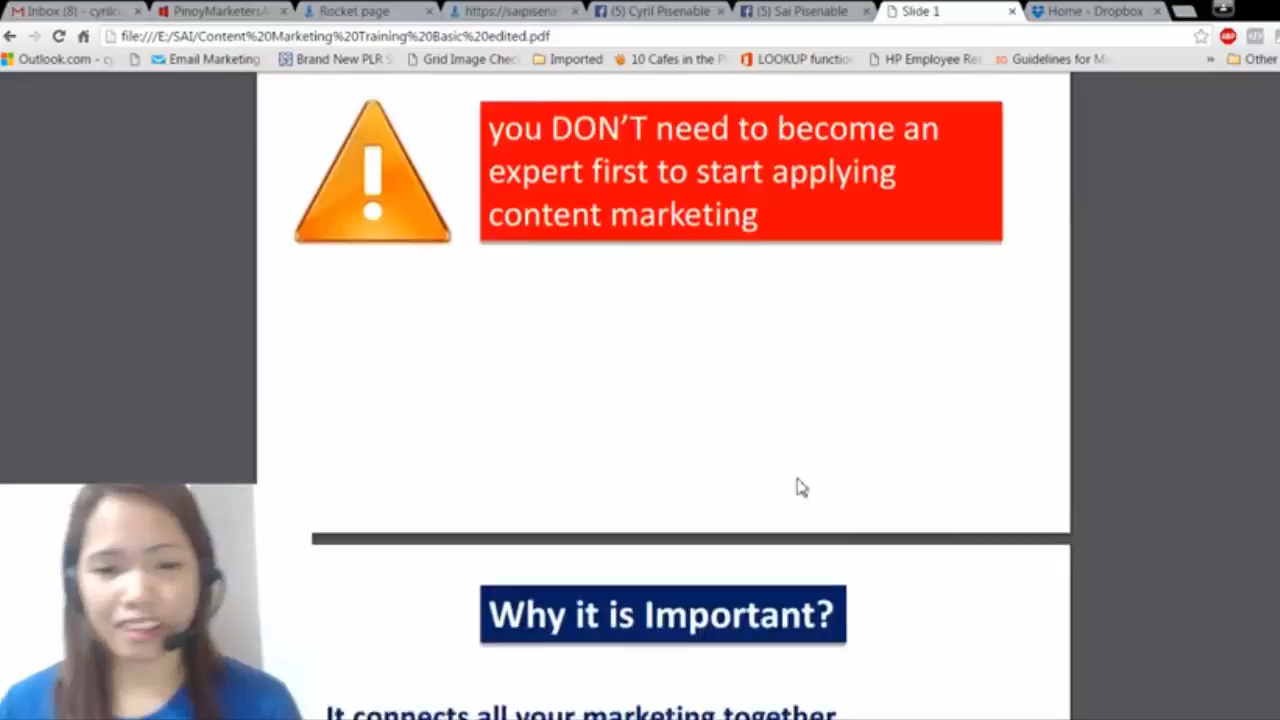 Inbox (8) - cyrik
PinoyMarketersA
Rocket page
https://saipisena
(5) Cyril Pisenable
(5) Sai Pisenable
Slide 1
Home - Dropbox
file:///E:/SAI/Content%20Marketing%20Training%20Basic%20edited.pdf
ABP
Outlook.com - c
Email Marketing
Brand New PLR S
Grid Image Chec
Imported
10 Cafes in the P
LOOKUP functio
HP Employee Re
Guidelines for M
»
Other
!
you DON'T need to become an
expert first to start applying
content marketing
Why it is Important?
It connects all your marketing together